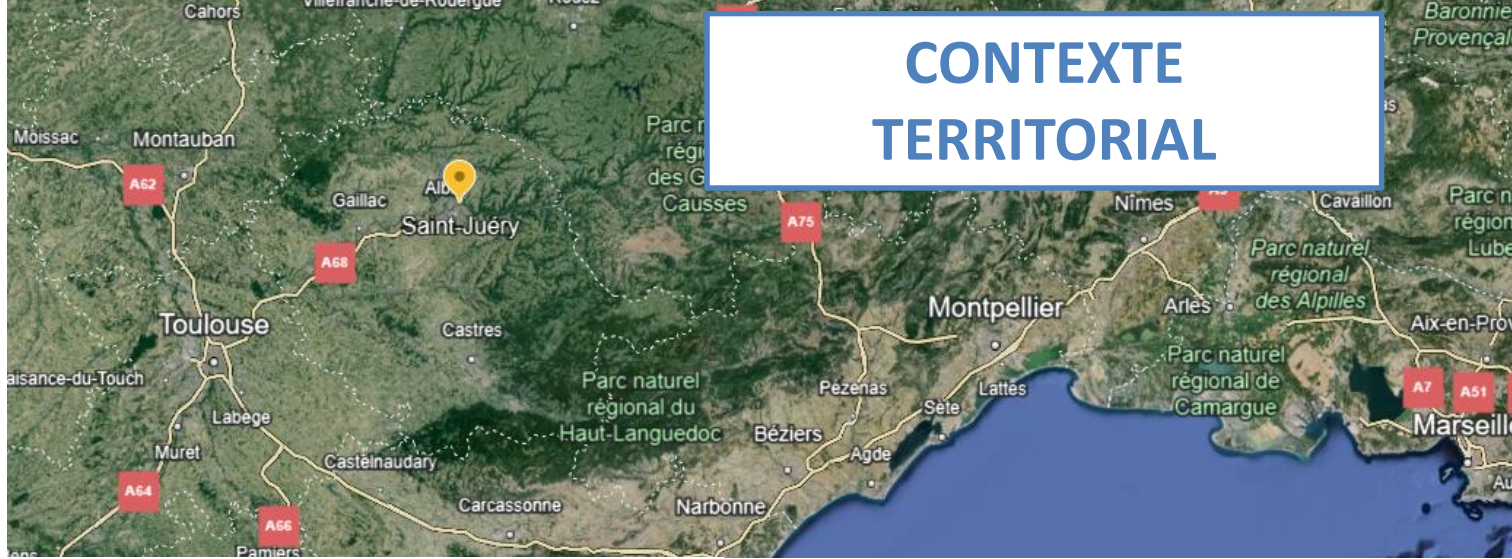 CONTEXTE
TERRITORIAL
Cahors
Moissac
Montauban
A62
Gaillac
Saint-Juéry
A68
Toulouse
Castres
Labège
Muret
Castelnaudary
A64
A66
Pamiers
Carcassonne
Narbonne
Parc naturel
régional du
Haut-Languedoc
Béziers
Pézenas
Agde
Sete
Lattes
Montpellier
A75
Causses
Nîmes
Arles
Cavaillon
Parc naturel
régional
des Alpilles
Parc naturel
régional de
Camargue
A7
A51